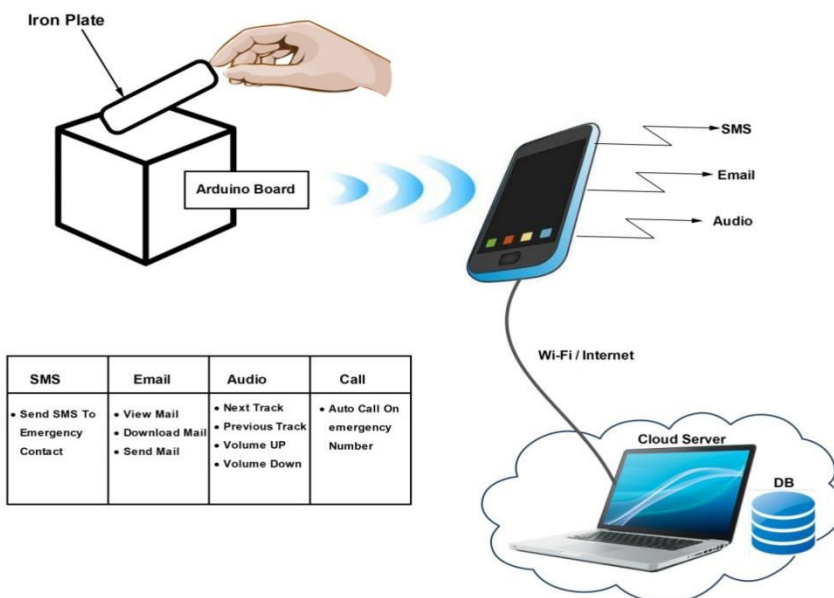 Iron Plate
Arduino Board
SMS
Email
Audio
Wi-Fi / Internet
SMS Email Audio Call
• Send SMS To
Emergency
Contact
• View Mail
• Download Mail
• Send Mail
• Next Track
• Previous Track
• Volume UP
• Volume Down
• Auto Call On
emergency
Number
Cloud Server
DB